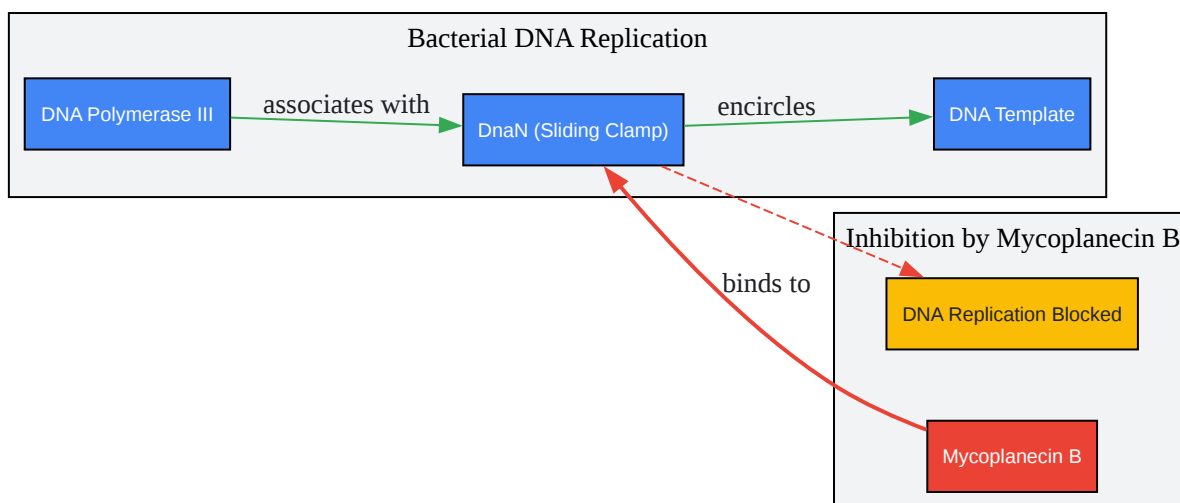 Bacterial DNA Replication
DNA Polymerase III
associates with
DnaN (Sliding Clamp)
encircles
DNA Template
Inhibition by Mycoplanecin B
binds to
DNA Replication Blocked
Mycoplanecin B